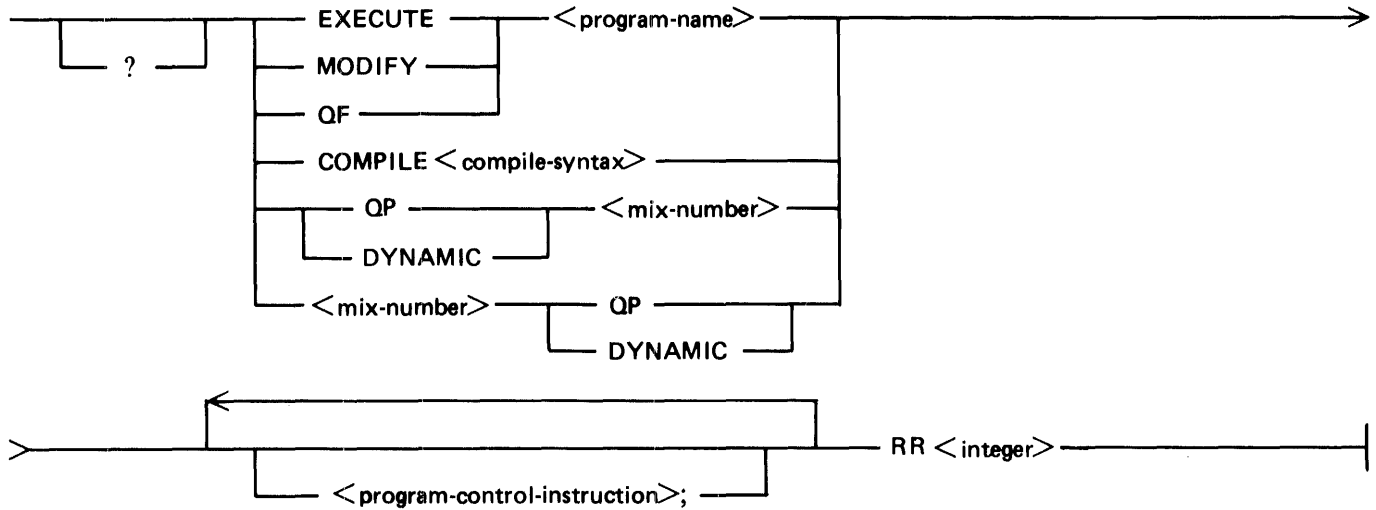 EXECUTE <program-name>
?
MODIFY
QF
COMPILE <compile-syntax>
QP <mix-number>
DYNAMIC
<mix-number> QP
DYNAMIC
RR <integer>
<program-control-instruction>;